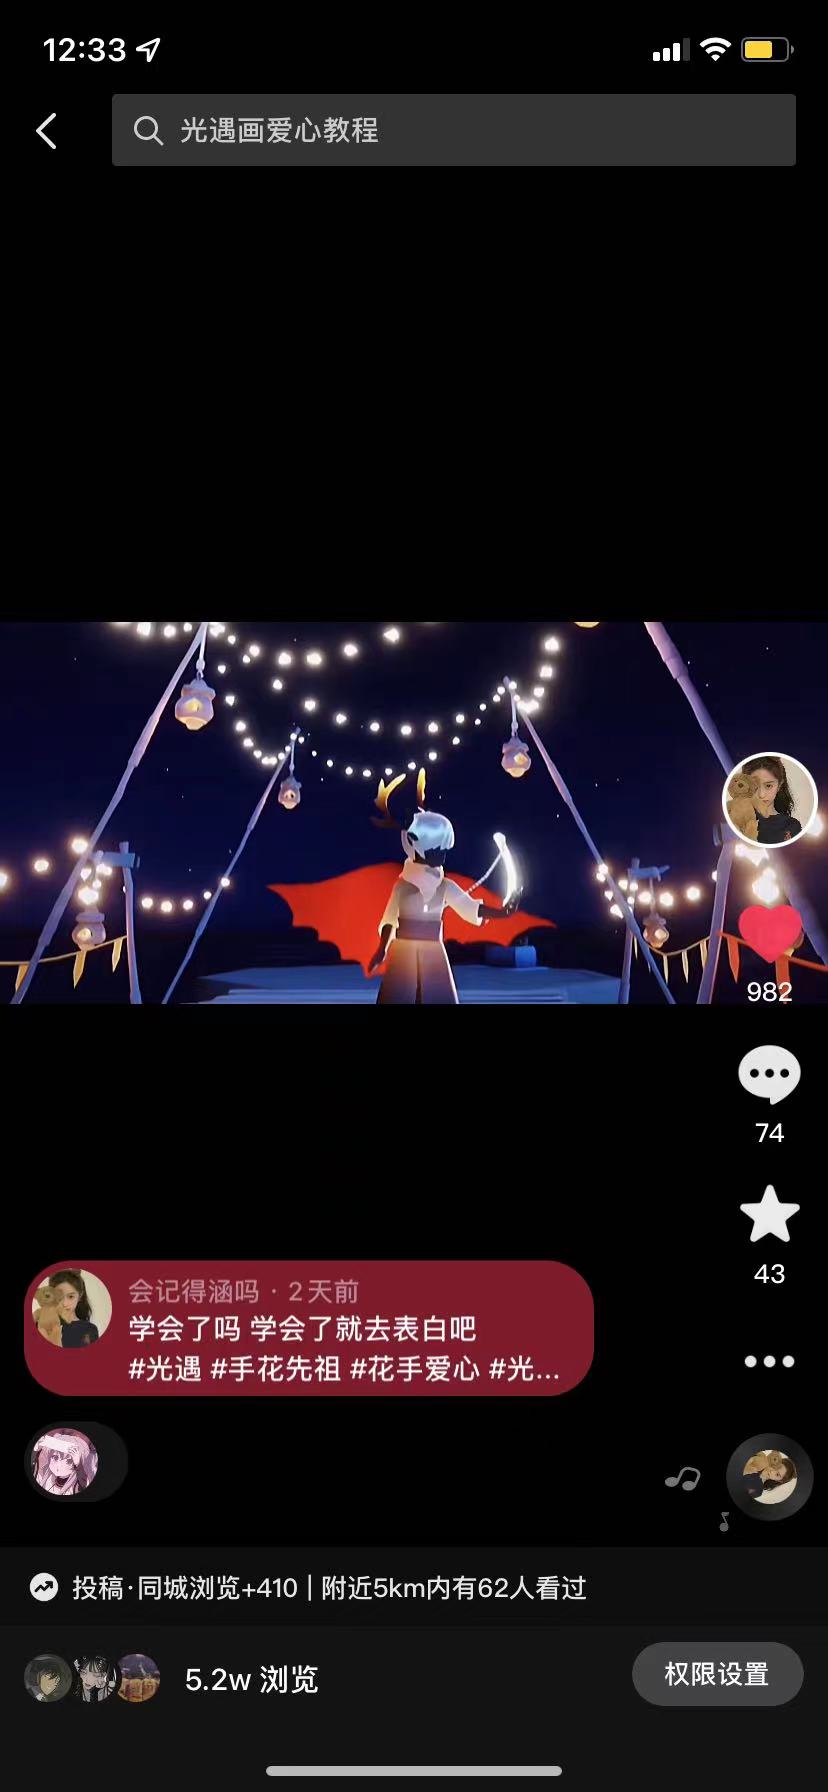 12:33
光遇画爱心教程
982
74
43
会记得涵吗 · 2天前
学会了吗 学会了就去表白吧
#光遇 #手花先祖 #花手爱心 #光...
投稿·同城浏览+410 | 附近5km内有62人看过
5.2w 浏览
权限设置